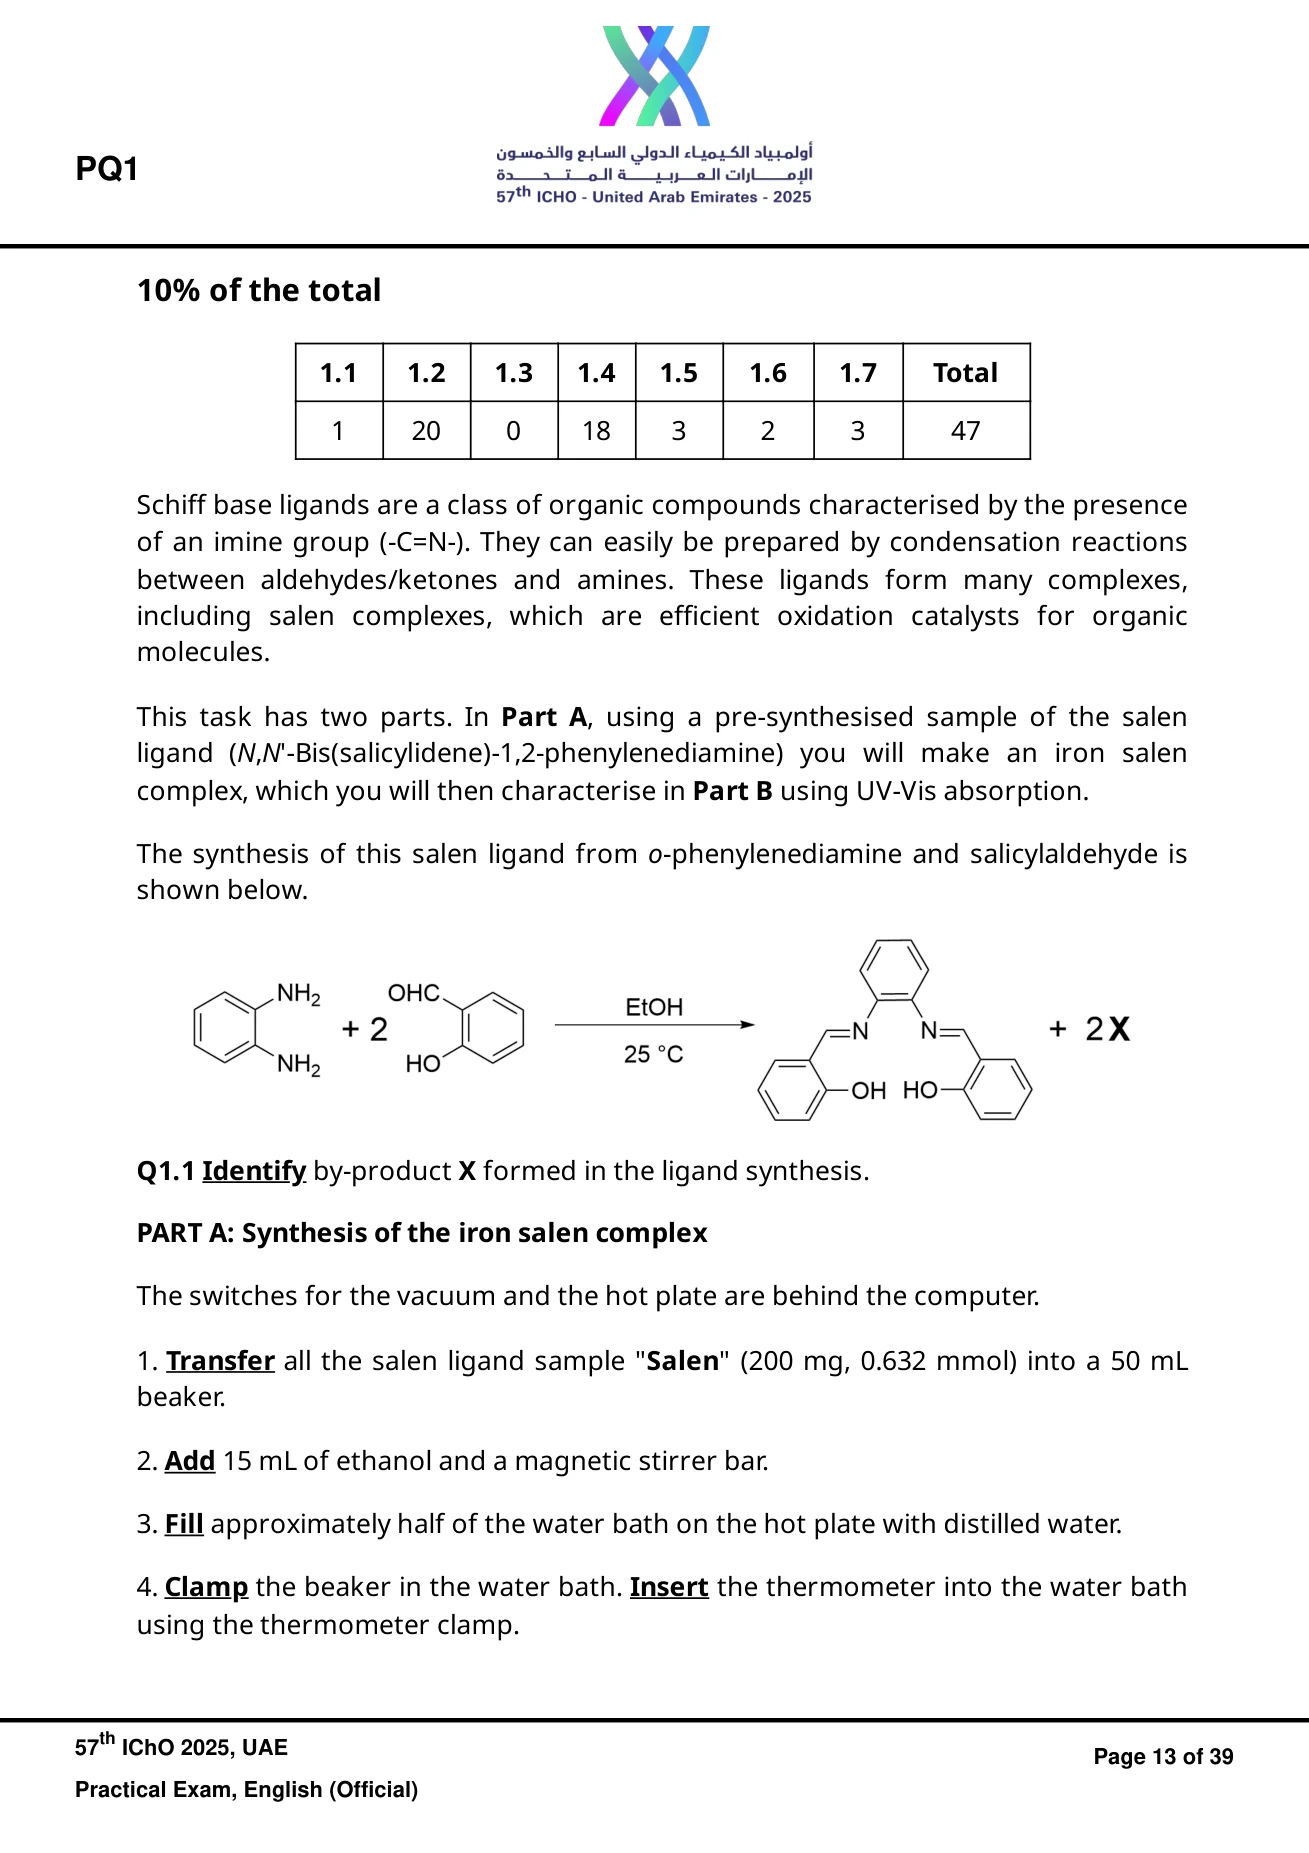 PQ1
أولمبياد الكيمياء الدولي السابع والخمسون
الإمارات العربية المتحدة
57th ICHO - United Arab Emirates - 2025
10% of the total
1.1 1.2 1.3 1.4 1.5 1.6 1.7 Total
1 20 0 18 3 2 3 47
Schiff base ligands are a class of organic compounds characterised by the presence
of an imine group (-C=N-). They can easily be prepared by condensation reactions
between aldehydes/ketones and amines. These ligands form many complexes,
including salen complexes, which are efficient oxidation catalysts for organic
molecules.
This task has two parts. In Part A, using a pre-synthesised sample of the salen
ligand (N,N'-Bis(salicylidene)-1,2-phenylenediamine) you will make an iron salen
complex, which you will then characterise in Part B using UV-Vis absorption.
The synthesis of this salen ligand from o-phenylenediamine and salicylaldehyde is
shown below.
NH2
NH2
+ 2
OHC
HO
EtOH
25 °C
N N
OH HO
+ 2X
Q1.1 Identify by-product X formed in the ligand synthesis.
PART A: Synthesis of the iron salen complex
The switches for the vacuum and the hot plate are behind the computer.
1. Transfer all the salen ligand sample "Salen" (200 mg, 0.632 mmol) into a 50 mL
beaker.
2. Add 15 mL of ethanol and a magnetic stirrer bar.
3. Fill approximately half of the water bath on the hot plate with distilled water.
4. Clamp the beaker in the water bath. Insert the thermometer into the water bath
using the thermometer clamp.
57th IChO 2025, UAE
Practical Exam, English (Official)
Page 13 of 39